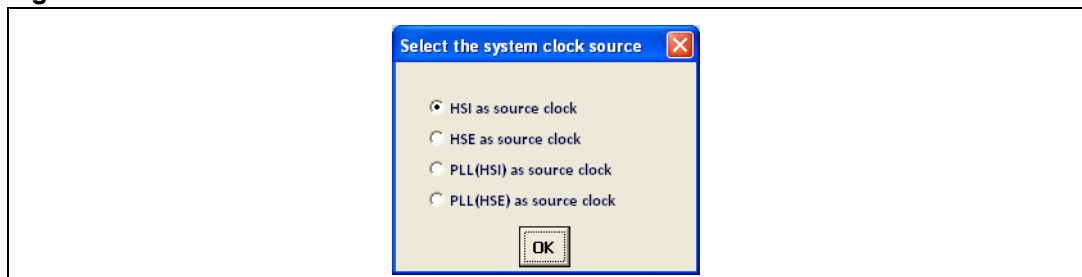 Select the system clock source
HSI as source clock
HSE as source clock
PLL(HSI) as source clock
PLL(HSE) as source clock
OK